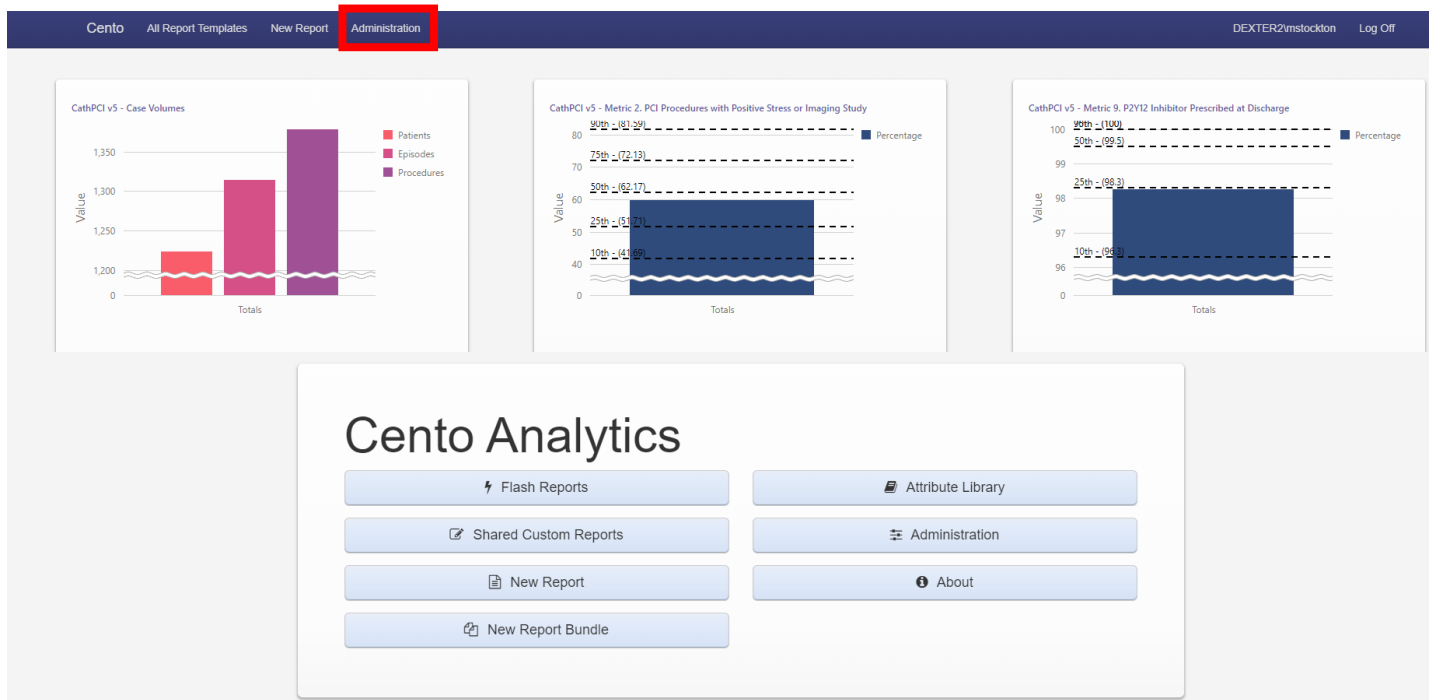 Cento All Report Templates New Report Administration DEXTER2\mstockton Log Off
CathPCI v5 - Case Volumes
Value
1,350
1,300
1,250
1,200
0
Totals
Patients
Episodes
Procedures
CathPCI v5 - Metric 2. PCI Procedures with Positive Stress or Imaging Study
Value
80
70
60
50
40
0
90th - (81.59)
75th - (72.13)
50th - (62.17)
25th - (51.71)
10th - (41.69)
Totals
Percentage
CathPCI v5 - Metric 9. P2Y12 Inhibitor Prescribed at Discharge
Value
100
99
98
97
96
0
(100)
50th - (99.5)
25th - (98.3)
10th - (96.3)
Totals
Percentage
Cento Analytics
Flash Reports
Attribute Library
Shared Custom Reports
Administration
New Report
About
New Report Bundle